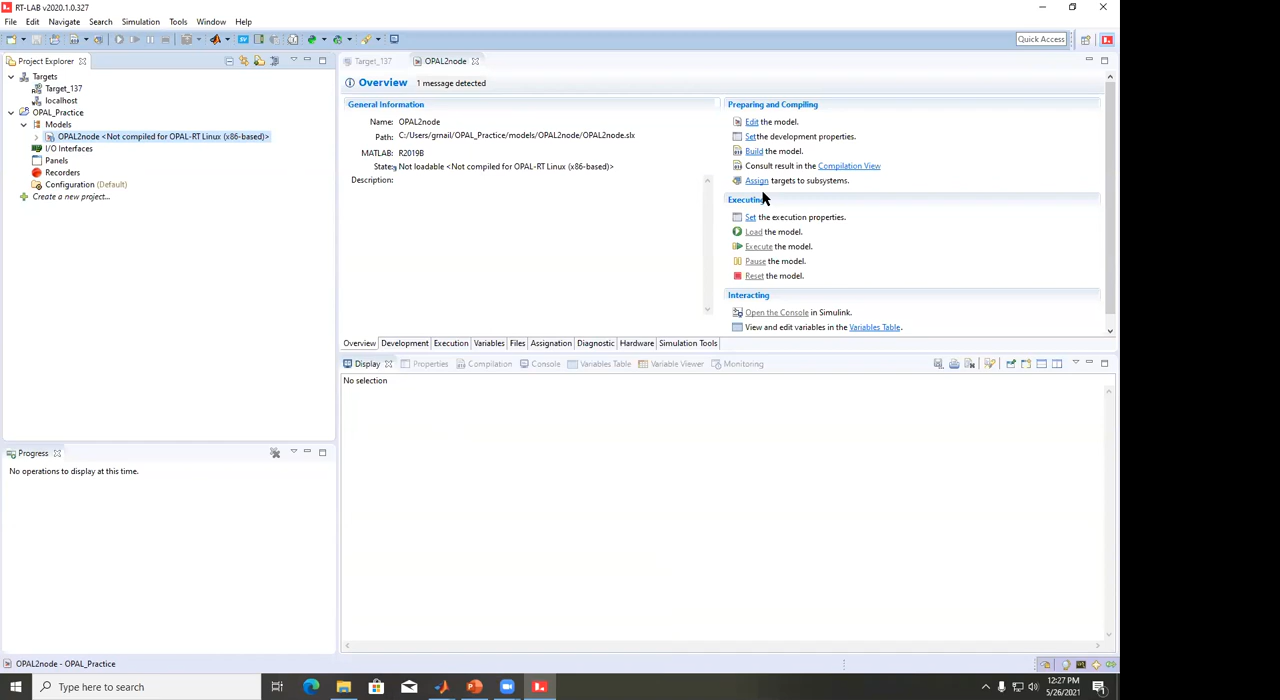 RT-LAB v2020.1.0.327
File Edit Navigate Search Simulation Tools Window Help
Quick Access
Project Explorer
Targets
Target_137
localhost
OPAL_Practice
Models
OPAL2node <Not compiled for OPAL-RT Linux (x86-based)>
I/O Interfaces
Panels
Recorders
Configuration (Default)
Create a new project...
Progress
No operations to display at this time.
Target_137 OPAL2node
Overview 1 message detected
General Information
Name: OPAL2node
Path: C:/Users/gmail/OPAL_Practice/models/OPAL2node/OPAL2node.slx
MATLAB: R2019B
State: Not loadable <Not compiled for OPAL-RT Linux (x86-based)>
Description:
Preparing and Compiling
Edit the model.
Set the development properties.
Build the model.
Consult result in the Compilation View
Assign targets to subsystems.
Executing
Set the execution properties.
Load the model.
Execute the model.
Pause the model.
Reset the model.
Interacting
Open the Console in Simulink.
View and edit variables in the Variables Table.
Overview Development Execution Variables Files Assignation Diagnostic Hardware Simulation Tools
Display Properties Compilation Console Variables Table Variable Viewer Monitoring
No selection
OPAL2node - OPAL_Practice
Type here to search
12:27 PM
5/26/2021